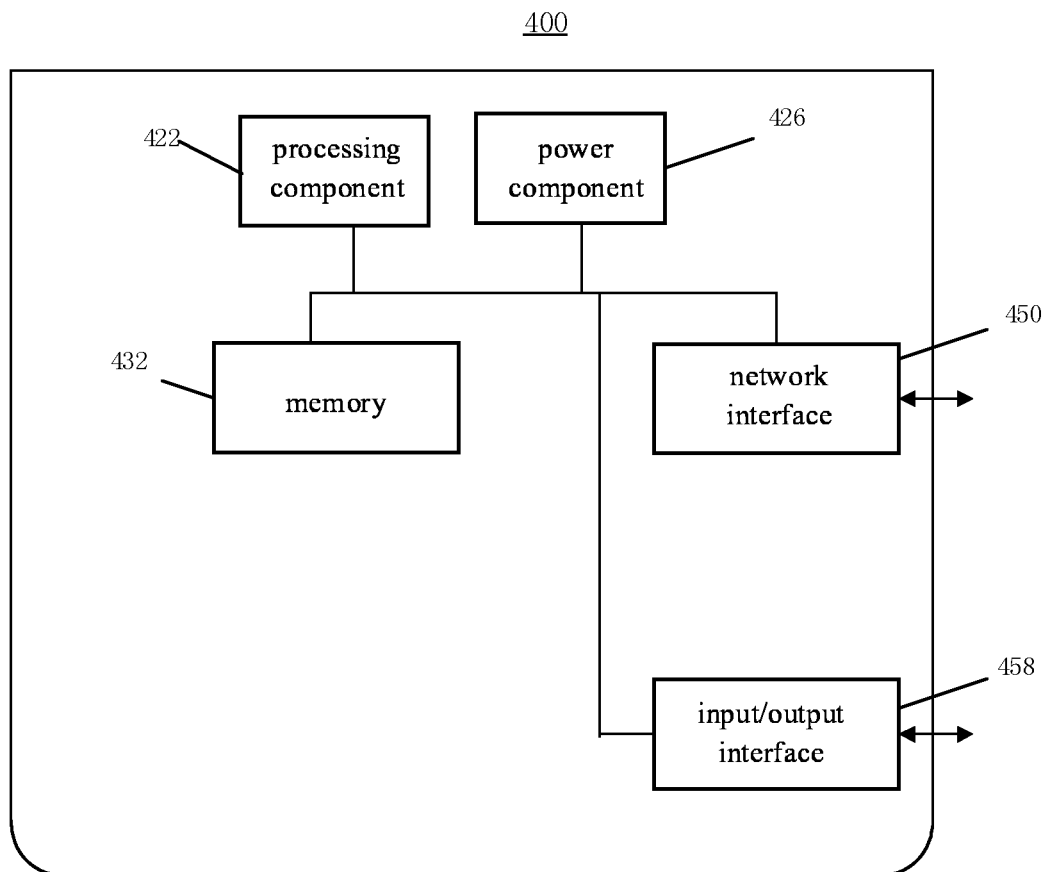 400
422
processing
component
power
component
426
432
memory
network
interface
450
input/output
interface
458